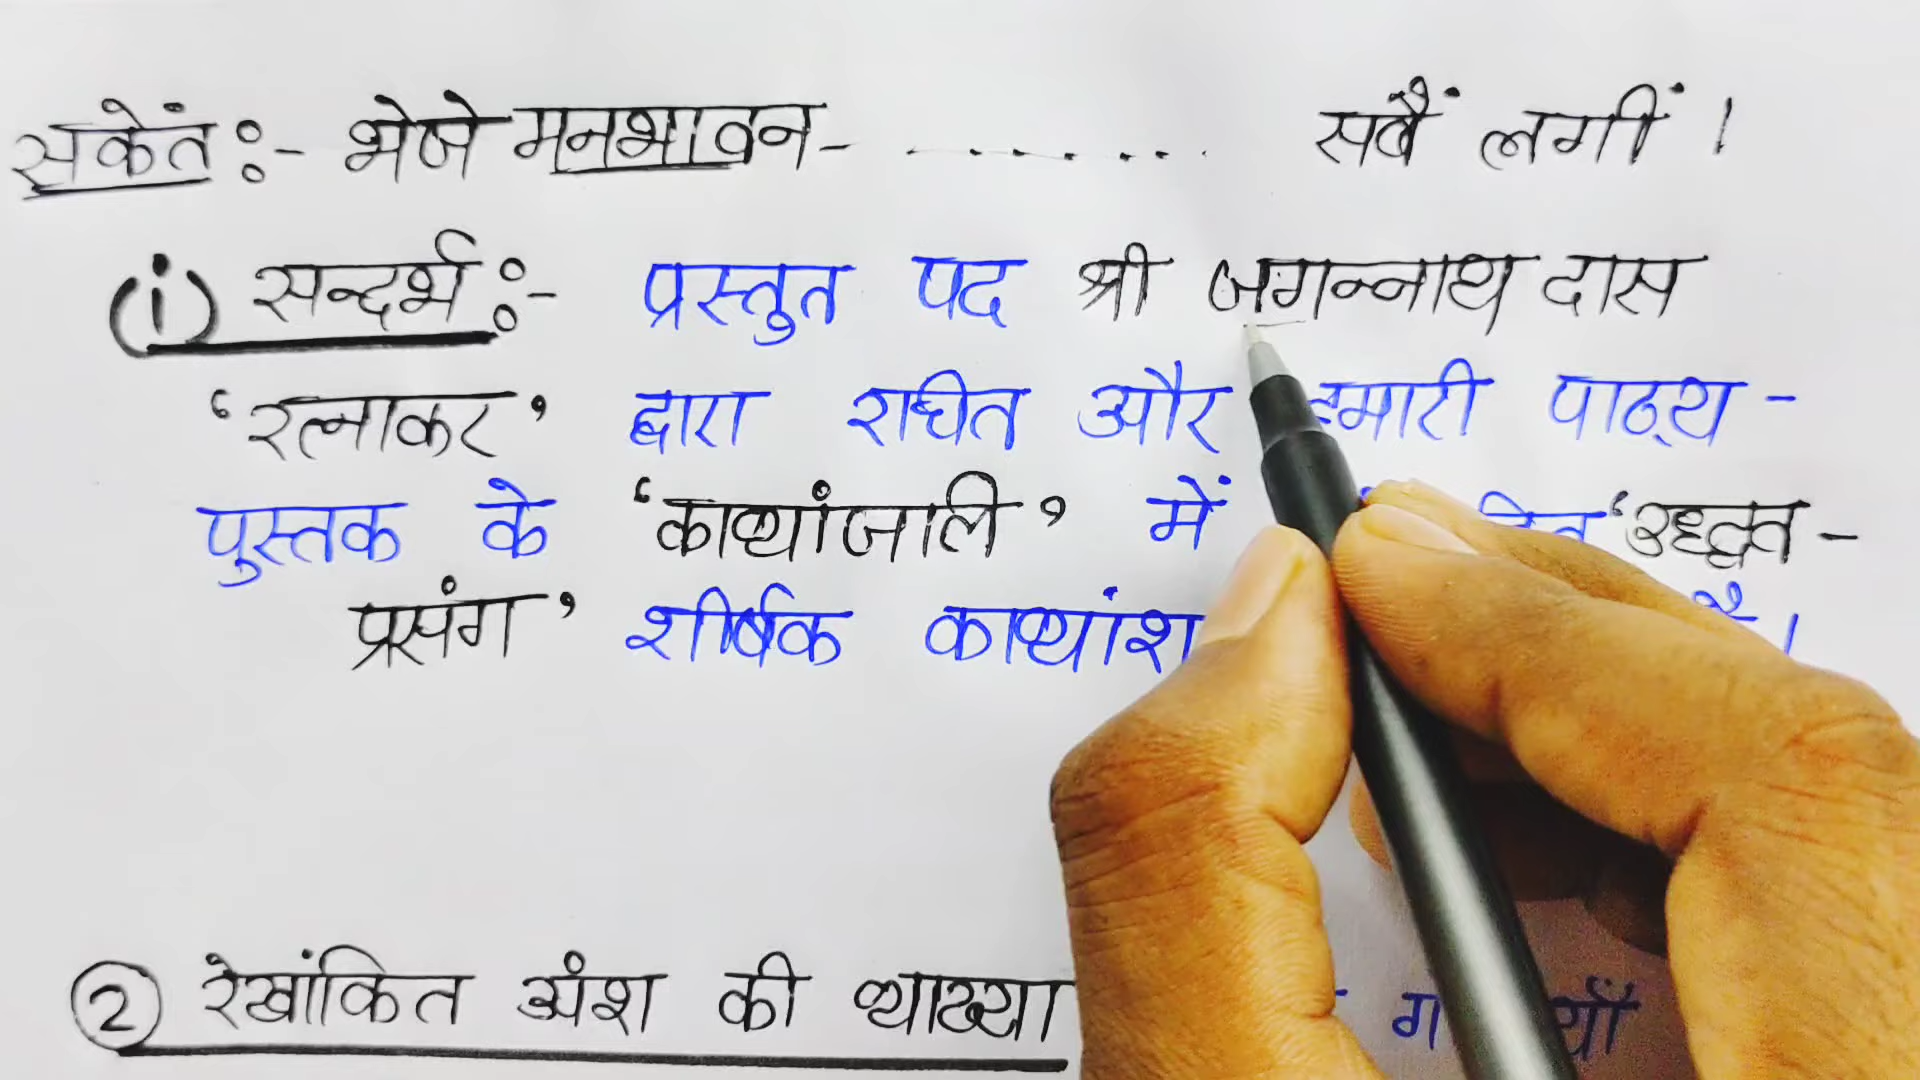 सकेतं :- भेजे मनभावन- ......... सबैं लगीं ।
(i) सन्दर्भ :- प्रस्तुत पद श्री जगन्नाथ दास
'रत्नाकर' द्वारा रचित और हमारी पाठ्य-
पुस्तक के 'काव्यांजलि' में 'उद्धव-
प्रसंग' शीर्षक काव्यांश है ।
2 रेखांकित अंश की व्याख्या